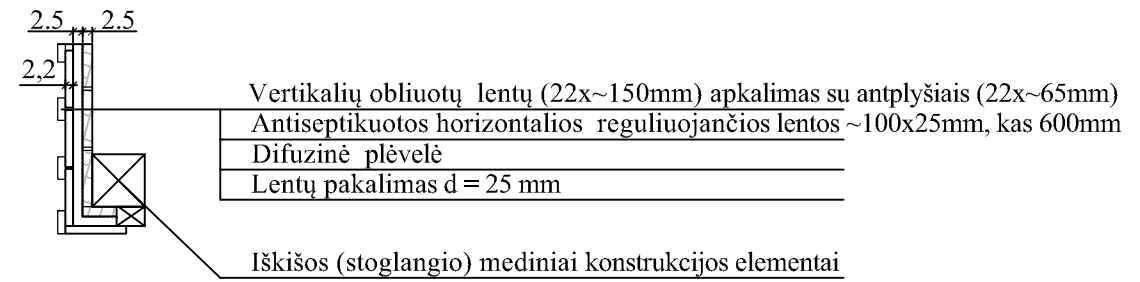 2.5 2.5
2,2
Vertikalių obliuotų lentų (22x~150mm) apkalimas su antplyšiais (22x~65mm)
Antiseptikuotos horizontalios reguliuojančios lentos ~100x25mm, kas 600mm
Difuzinė plėvelė
Lentų pakalimas d = 25 mm
Iškišos (stoglangio) mediniai konstrukcijos elementai